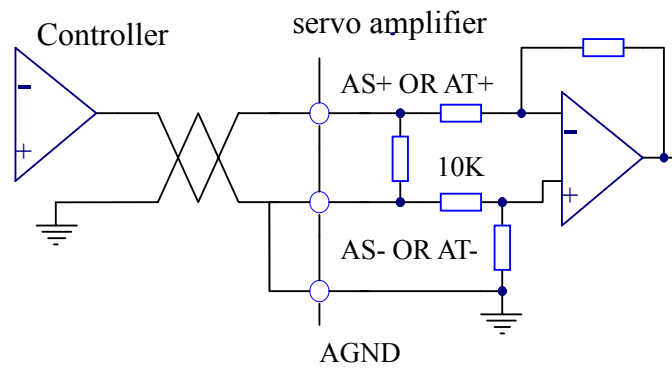 Controller
servo amplifier
AS+ OR AT+
-
+
10K
-
+
AS- OR AT-
AGND